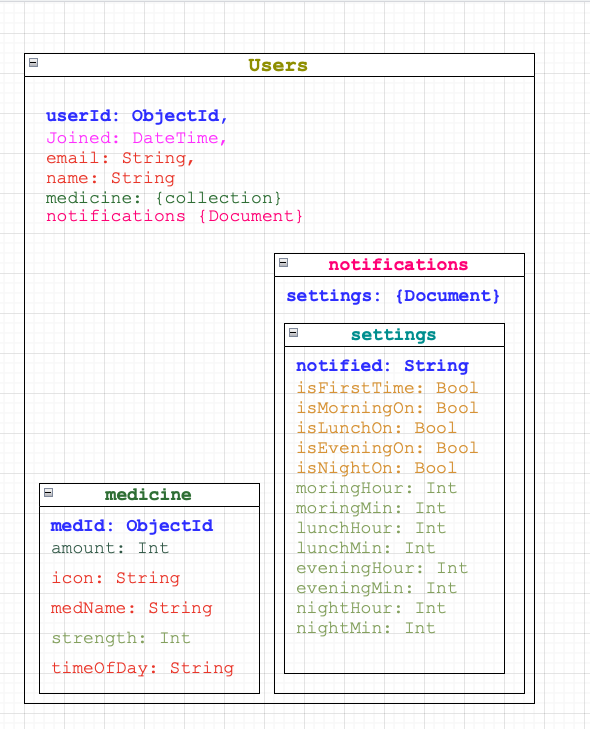 Users
userId: ObjectId,
Joined: DateTime,
email: String,
name: String
medicine: {collection}
notifications {Document}
notifications
settings: {Document}
settings
notified: String
isFirstTime: Bool
isMorningOn: Bool
isLunchOn: Bool
isEveningOn: Bool
isNightOn: Bool
moringHour: Int
moringMin: Int
lunchHour: Int
lunchMin: Int
eveningHour: Int
eveningMin: Int
nightHour: Int
nightMin: Int
medicine
medId: ObjectId
amount: Int
icon: String
medName: String
strength: Int
timeOfDay: String